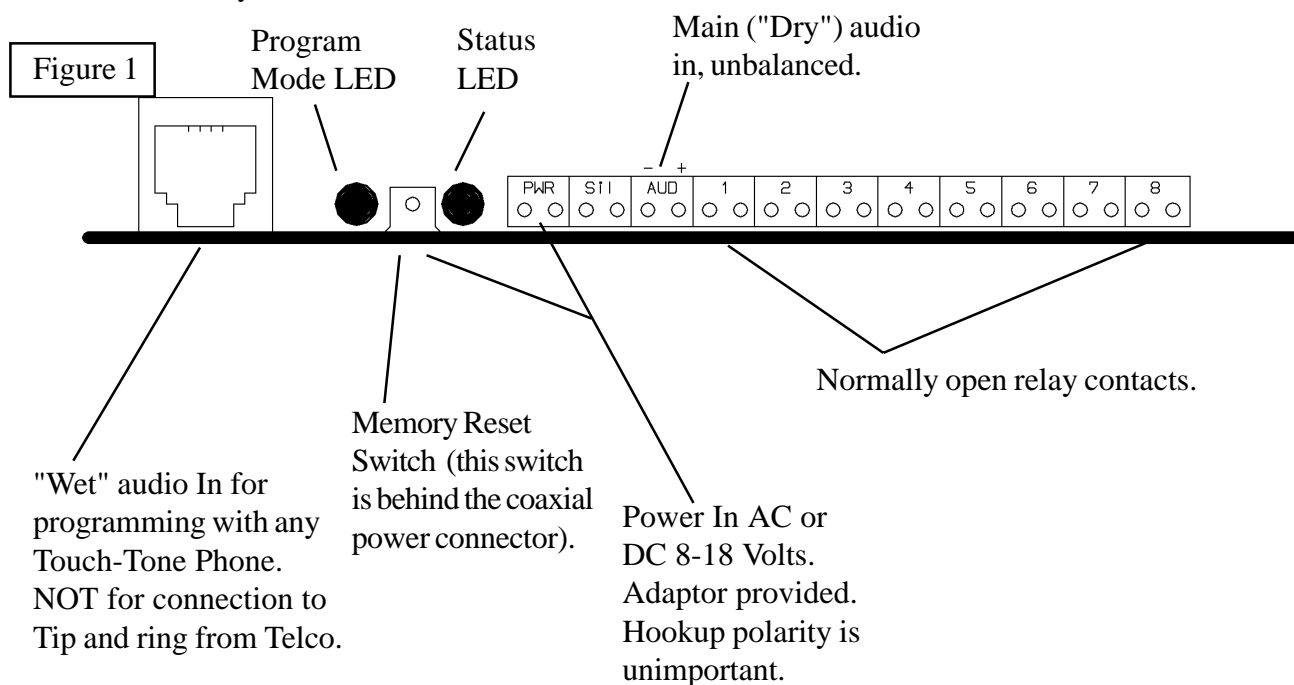 Figure 1
Program
Mode LED
Status
LED
Main ("Dry") audio
in, unbalanced.
- +
PWR AUD 1 2 3 4 5 6 7 8
Normally open relay contacts.
Memory Reset
Switch (this switch
is behind the coaxial
power connector).
"Wet" audio In for
programming with any
Touch-Tone Phone.
NOT for connection to
Tip and ring from Telco.
Power In AC or
DC 8-18 Volts.
Adaptor provided.
Hookup polarity is
unimportant.